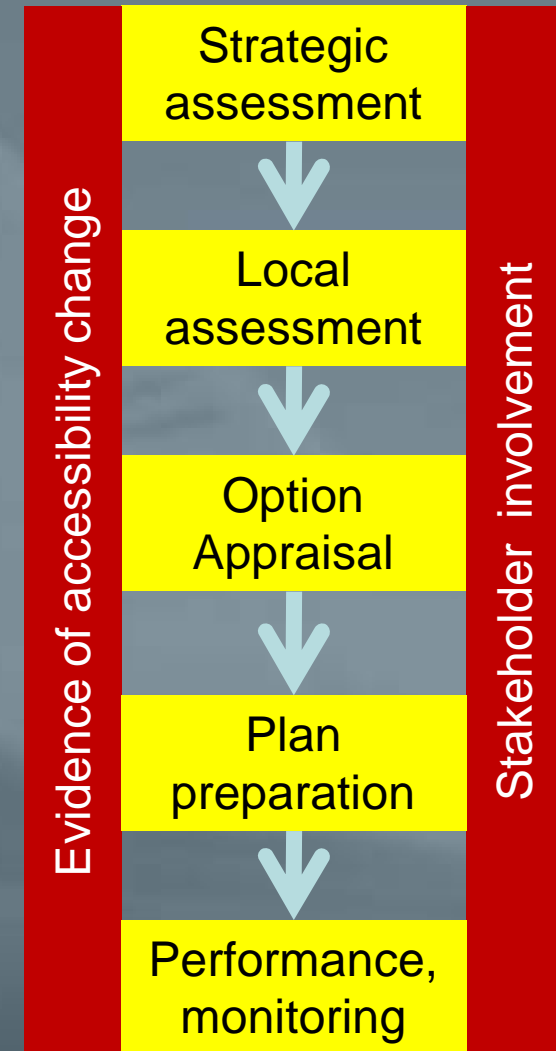 Evidence of accessibility change
Strategic
assessment
Local
assessment
Option
Appraisal
Plan
preparation
Performance,
monitoring
Stakeholder involvement